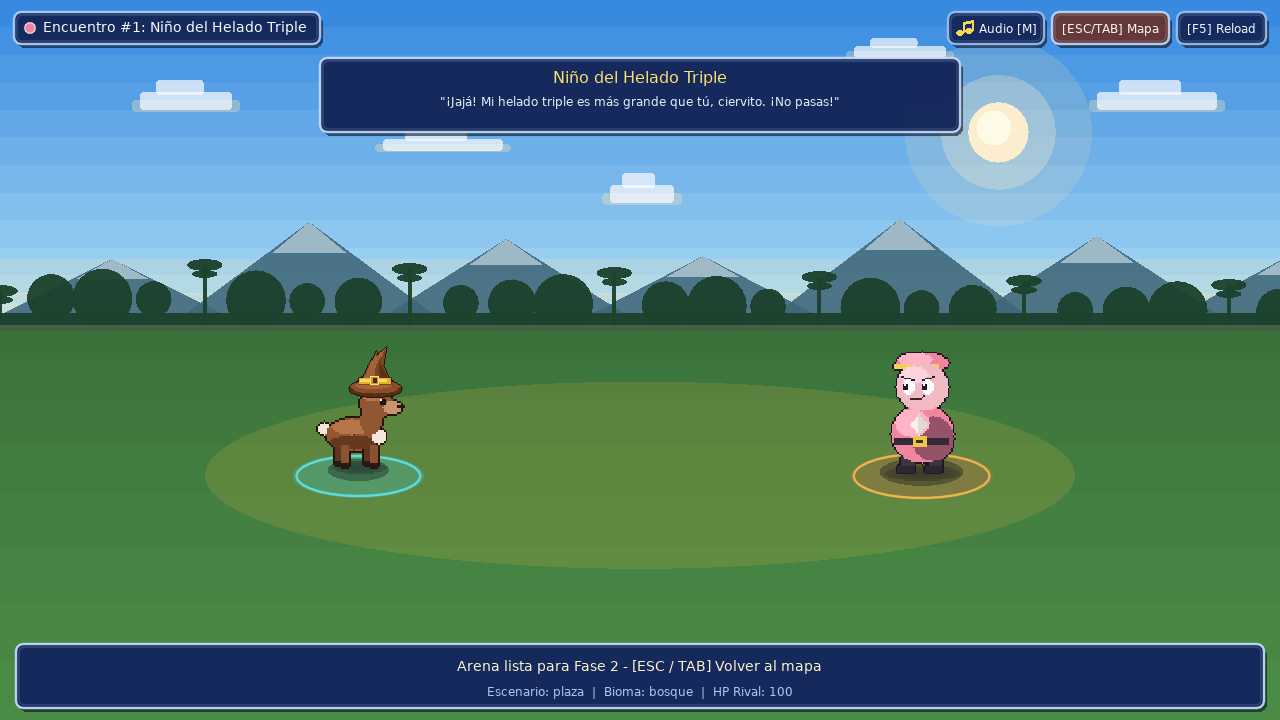 Encuentro #1: Niño del Helado Triple
Audio [M]
[ESC/TAB] Mapa
[F5] Reload
Niño del Helado Triple
"¡Jajá! Mi helado triple es más grande que tú, ciervito. ¡No pasas!"
Arena lista para Fase 2 - [ESC / TAB] Volver al mapa
Escenario: plaza | Bioma: bosque | HP Rival: 100